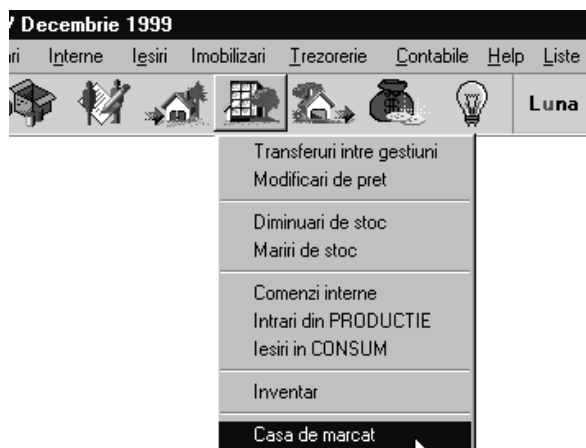 Decembrie 1999
Interne Iesiri Imobilizari Trezorerie Contabile Help Liste
Luna
Transferuri intre gestiuni
Modificari de pret
Diminuari de stoc
Mariri de stoc
Comenzi interne
Intrari din PRODUCTIE
Iesiri in CONSUM
Inventar
Casa de marcat